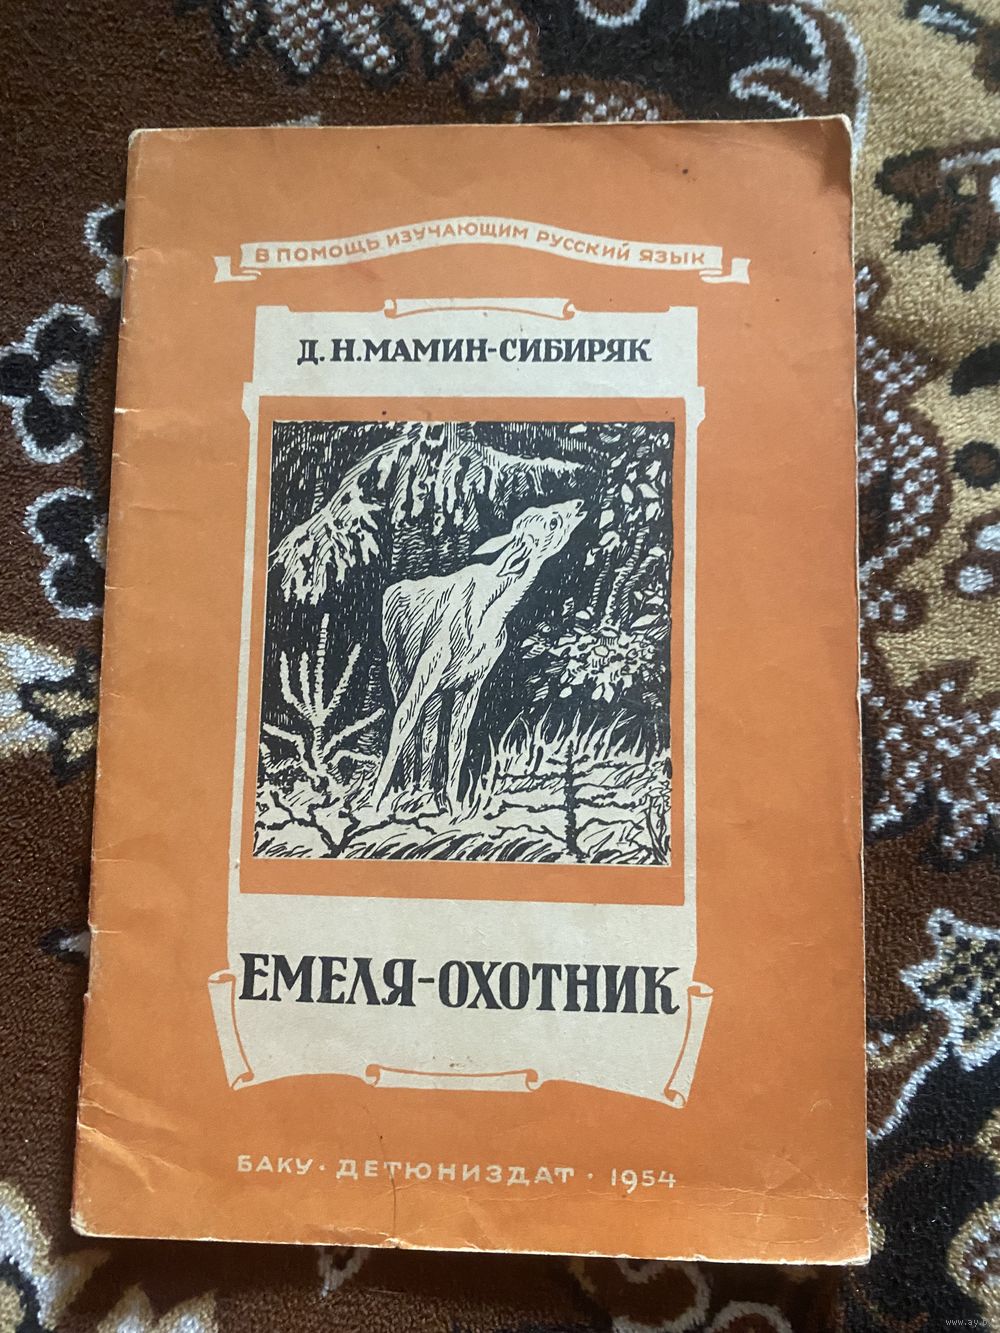 В ПОМОЩЬ ИЗУЧАЮЩИМ РУССКИЙ ЯЗЫК
Д. Н. МАМИН-СИБИРЯК
ЕМЕЛЯ-ОХОТНИК
БАКУ · ДЕТЮНИЗДАТ · 1954